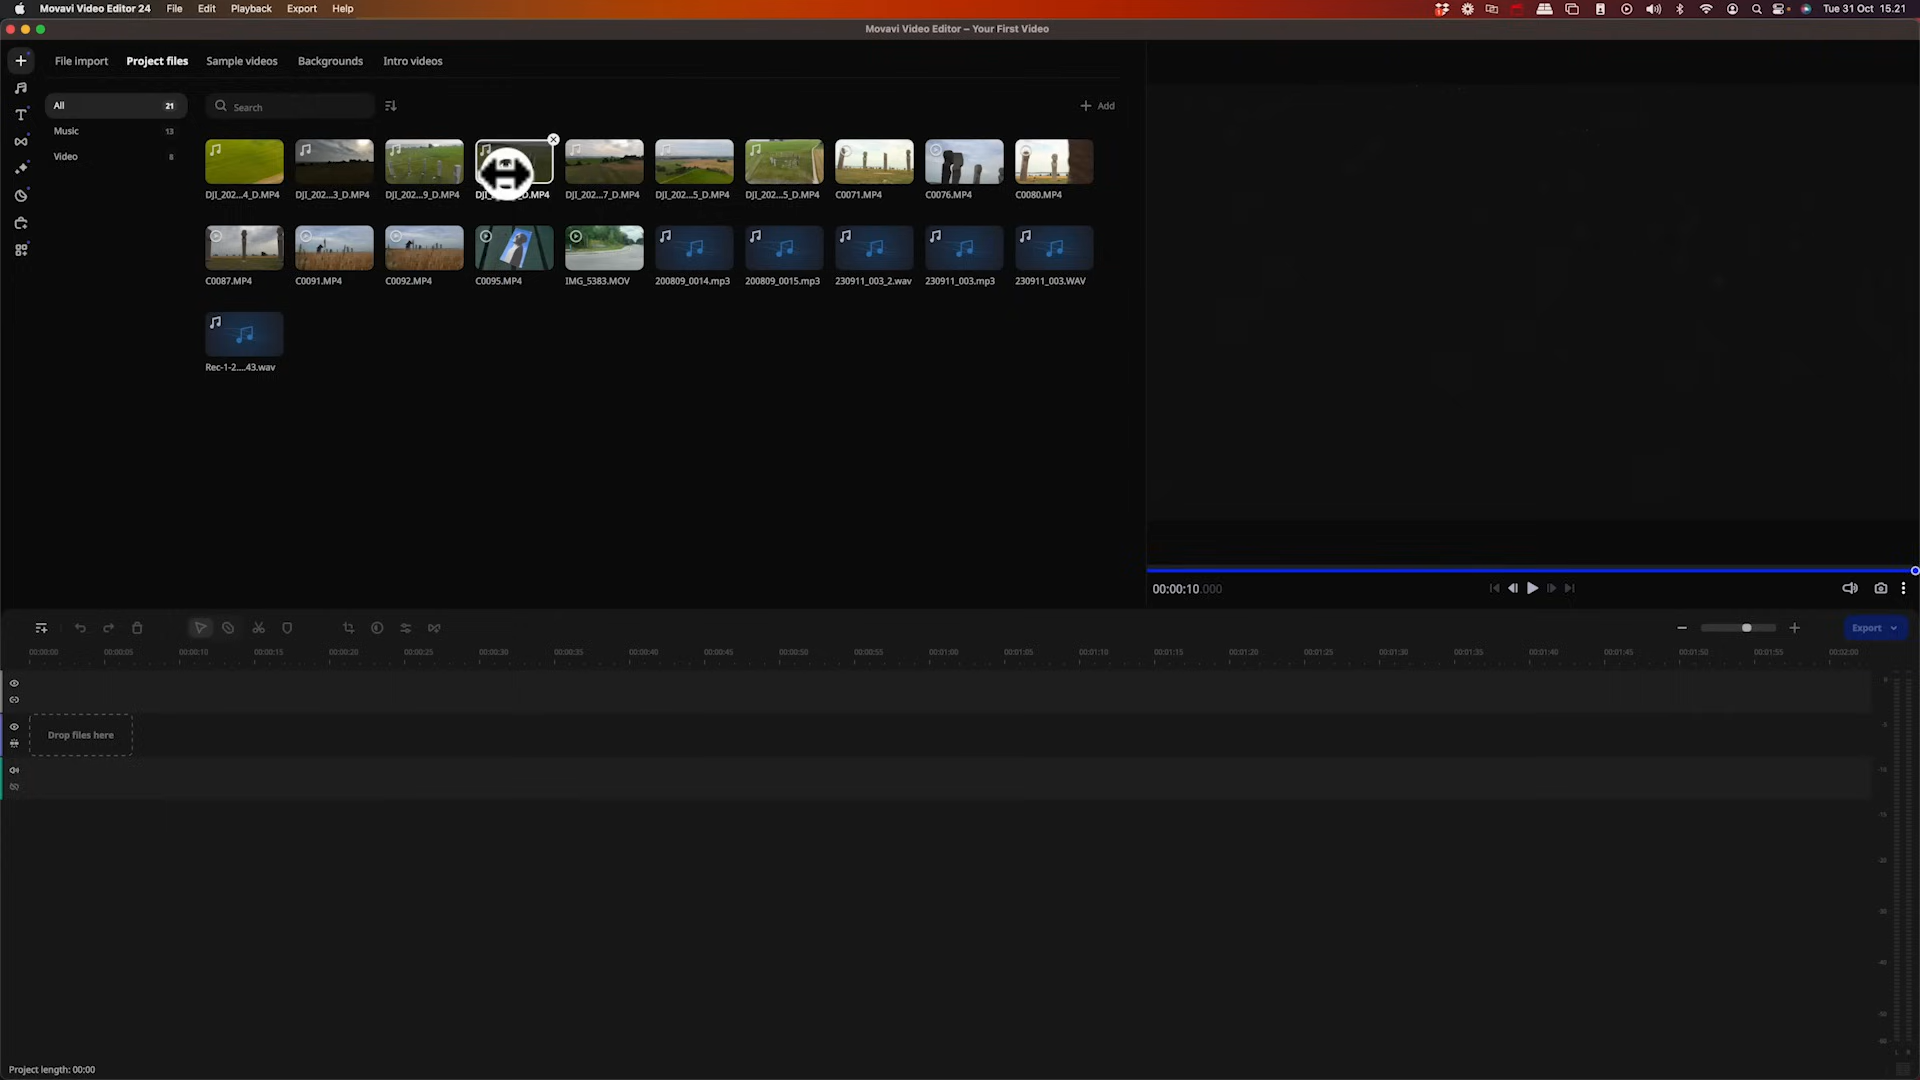 Movavi Video Editor 24 File Edit Playback Export Help Tue 31 Oct 15.21
Movavi Video Editor – Your First Video
File import Project files Sample videos Backgrounds Intro videos
All 21
Search
Add
Music 13
Video 8
DJI_202...4_D.MP4 DJI_202...3_D.MP4 DJI_202...9_D.MP4 D.MP4 DJI_202...7_D.MP4 DJI_202...5_D.MP4 DJI_202...5_D.MP4 C0071.MP4 C0076.MP4 C0080.MP4
C0087.MP4 C0091.MP4 C0092.MP4 C0095.MP4 IMG_5383.MOV 200809_0014.mp3 200809_0015.mp3 230911_003_2.wav 230911_003.mp3 230911_003.WAV
Rec-1-2....43.wav
00:00:10.000
Export
00:00:00 00:00:05 00:00:10 00:00:15 00:00:20 00:00:25 00:00:30 00:00:35 00:00:40 00:00:45 00:00:50 00:00:55 00:01:00 00:01:05 00:01:10 00:01:15 00:01:20 00:01:25 00:01:30 00:01:35 00:01:40 00:01:45 00:01:50 00:01:55 00:02:00
0
Drop files here
-5
-10
-15
-20
-30
-40
-50
-60
L R
Project length: 00:00